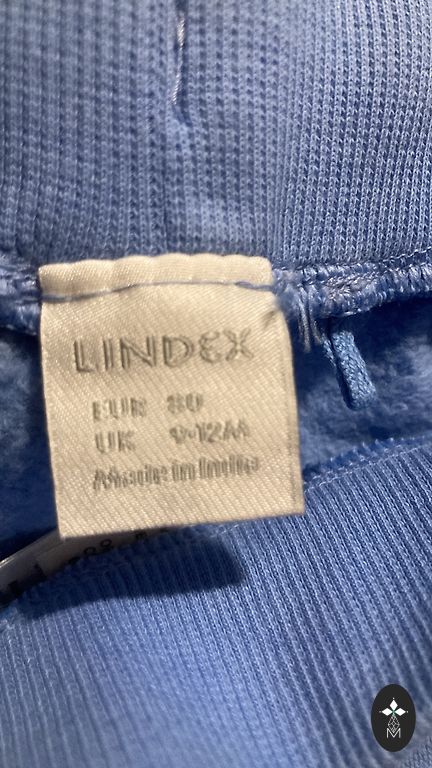 LINDEX
EUR 80
UK 9-12M
Made in India
M